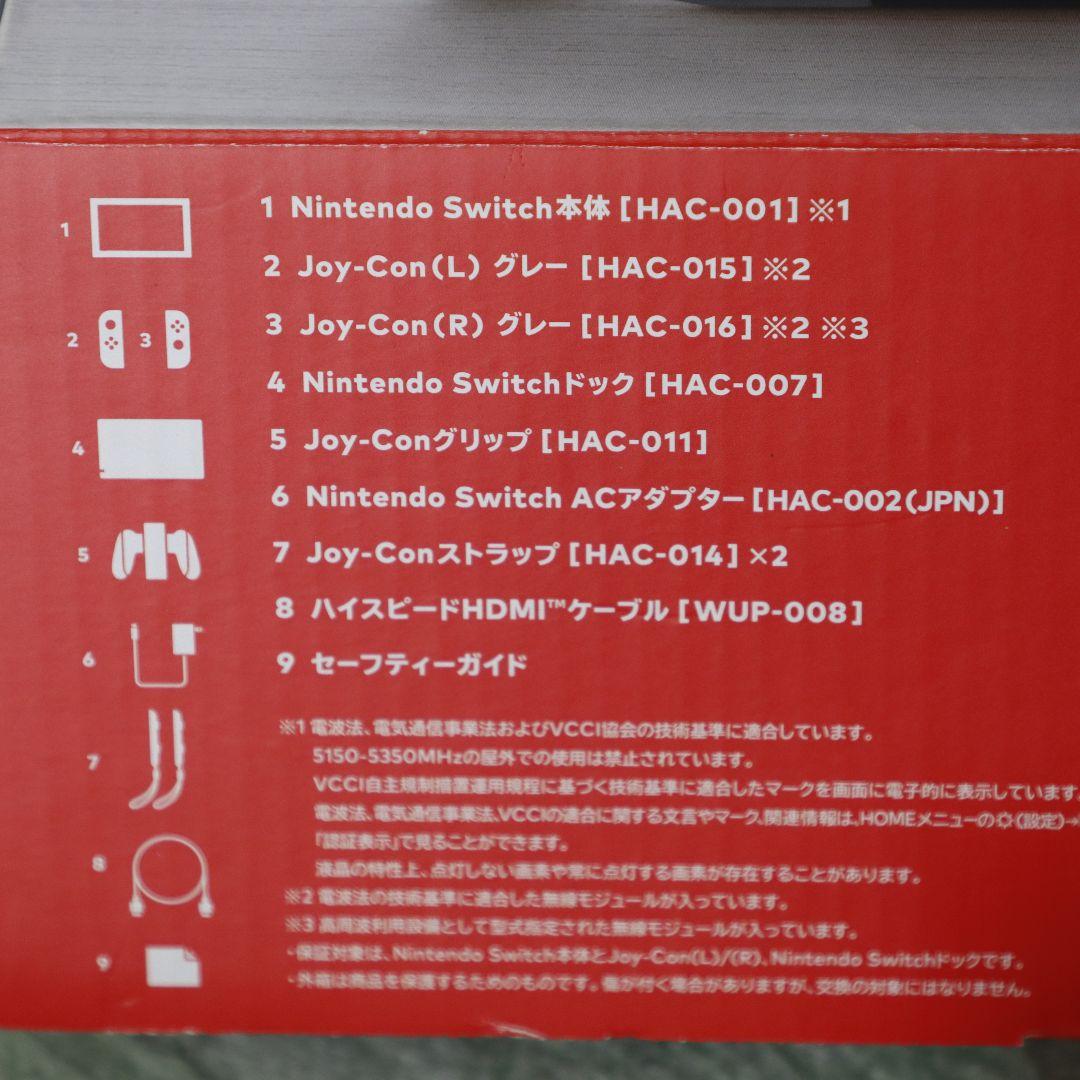 1 Nintendo Switch本体 [HAC-001] ※1
2 Joy-Con(L) グレー [HAC-015] ※2
3 Joy-Con(R) グレー [HAC-016] ※2 ※3
4 Nintendo Switchドック [HAC-007]
5 Joy-Conグリップ [HAC-011]
6 Nintendo Switch ACアダプター [HAC-002(JPN)]
7 Joy-Conストラップ [HAC-014] ×2
8 ハイスピードHDMI™ケーブル [WUP-008]
9 セーフティーガイド
1
2 3
4
5
6
7
8
9
※1 電波法、電気通信事業法およびVCCI協会の技術基準に適合しています。
5150-5350MHzの屋外での使用は禁止されています。
VCCI自主規制措置運用規程に基づく技術基準に適合したマークを画面に電子的に表示しています。
電波法、電気通信事業法、VCCIの適合に関する文言やマーク、関連情報は、HOMEメニューの(設定)→
「認証表示」で見ることができます。
液晶の特性上、点灯しない画素や常に点灯する画素が存在することがあります。
※2 電波法の技術基準に適合した無線モジュールが入っています。
※3 高周波利用設備として型式指定された無線モジュールが入っています。
・保証対象は、Nintendo Switch本体とJoy-Con(L)/(R)、Nintendo Switchドックです。
・外箱は商品を保護するためのものです。傷が付く場合がありますが、交換の対象にはなりません。